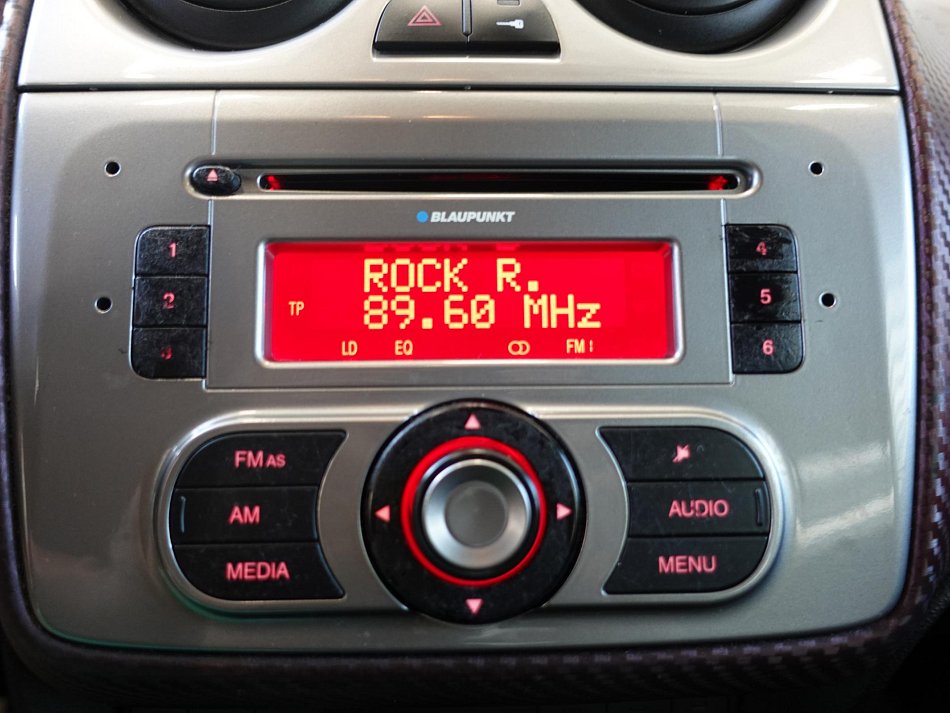 BLAUPUNKT
1
2
3
4
5
6
ROCK R.
TP
89.60 MHz
LD EQ FM1
FM AS
AM
MEDIA
AUDIO
MENU